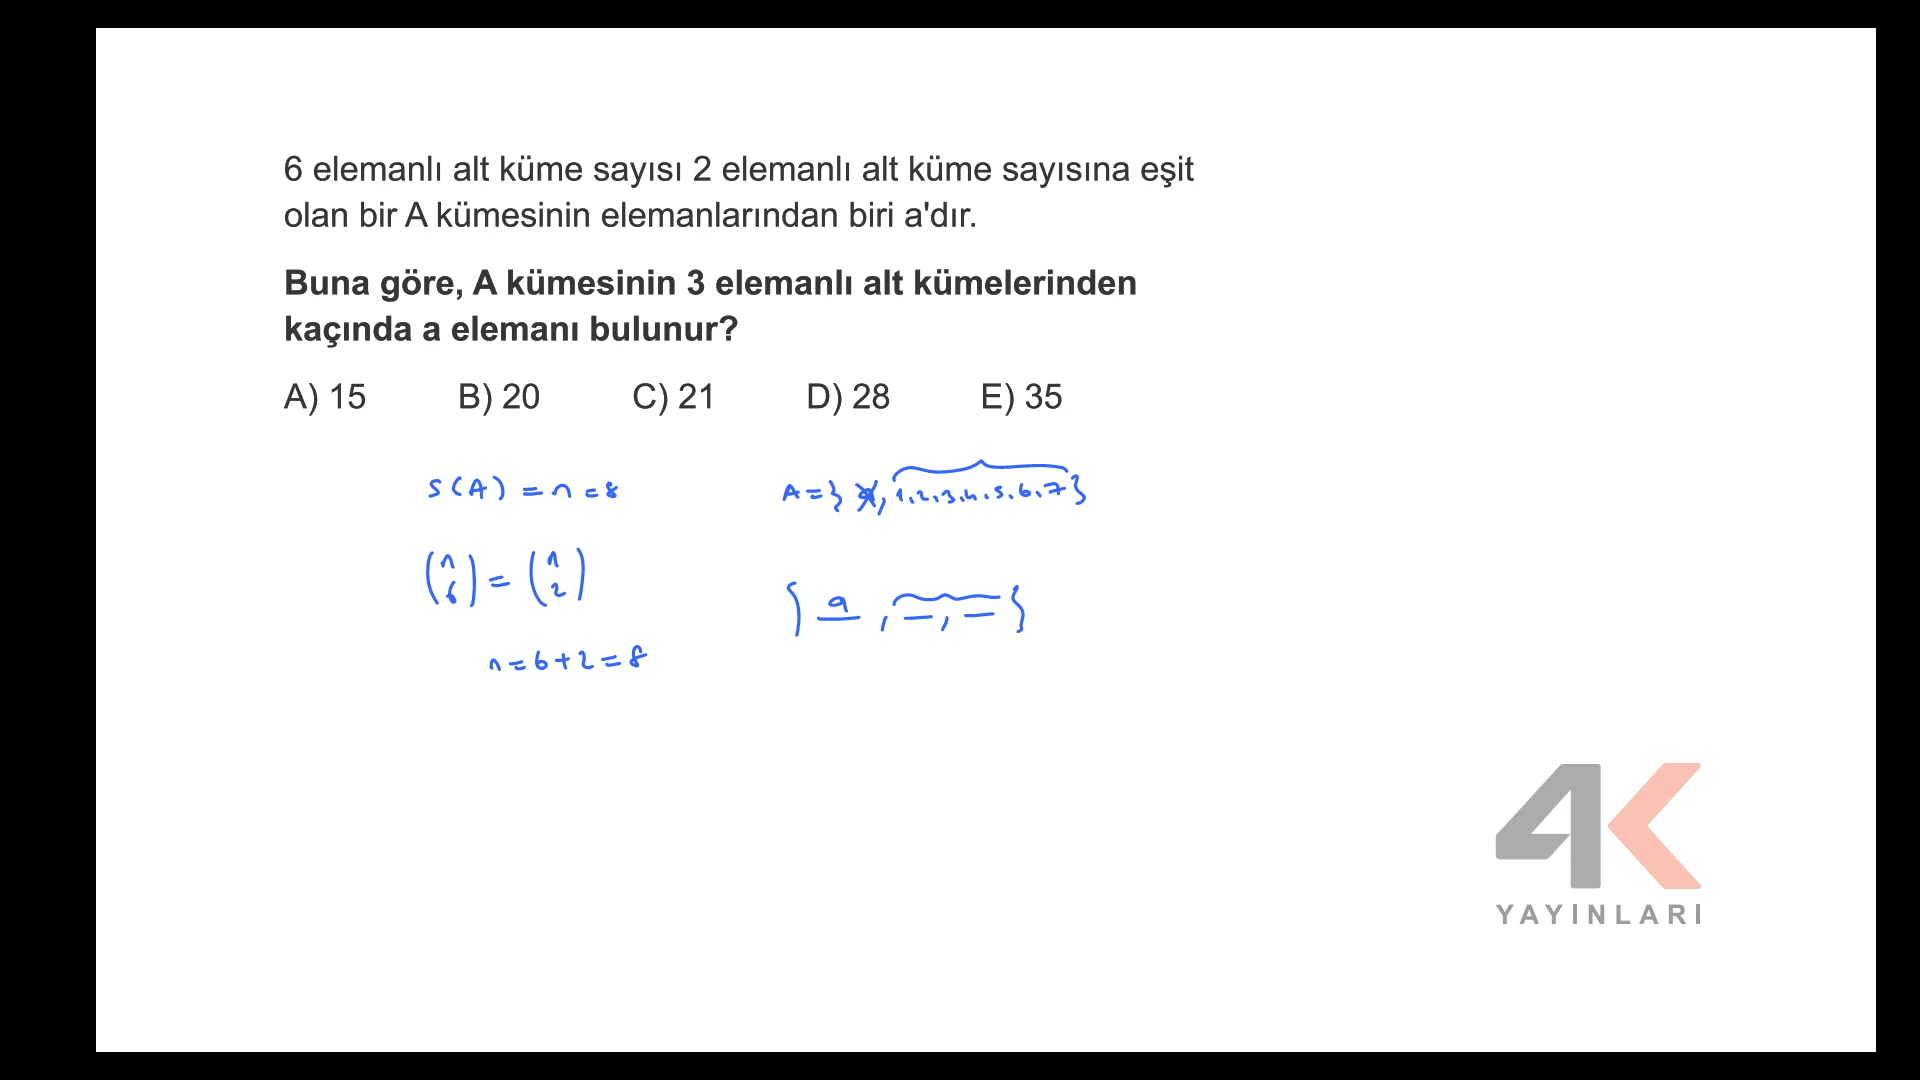 6 elemanlı alt küme sayısı 2 elemanlı alt küme sayısına eşit
olan bir A kümesinin elemanlarından biri a'dır.
Buna göre, A kümesinin 3 elemanlı alt kümelerinden
kaçında a elemanı bulunur?
A) 15 B) 20 C) 21 D) 28 E) 35
s(A) = n = 8
A = { a, 1, 2, 3, 4, 5, 6, 7 }
(n 6) = (n 2)
{ a , _ , _ }
n = 6 + 2 = 8
4K
YAYINLARI